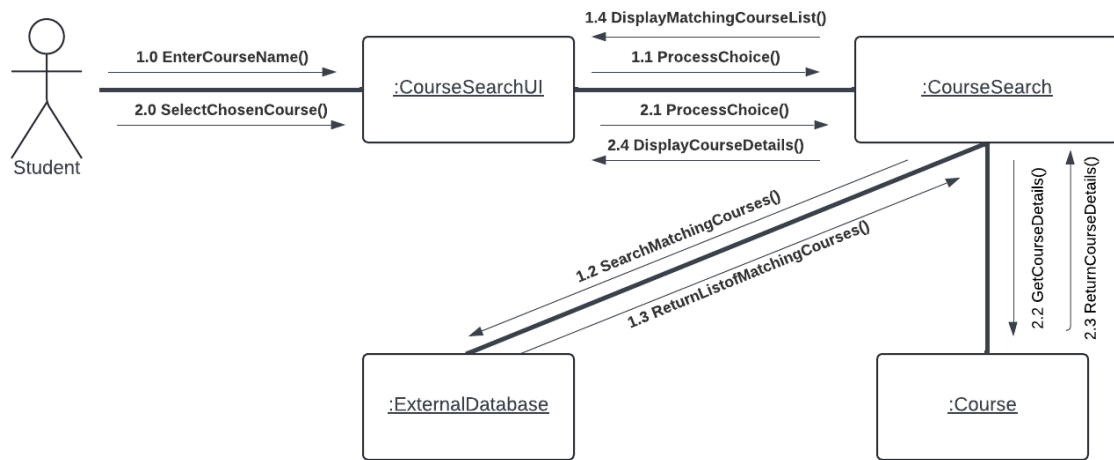 1.4 DisplayMatchingCourseList()
1.0 EnterCourseName()
1.1 ProcessChoice()
:CourseSearchUI
:CourseSearch
2.0 SelectChosenCourse()
2.1 ProcessChoice()
2.4 DisplayCourseDetails()
Student
1.2 SearchMatchingCourses()
1.3 ReturnListofMatchingCourses()
2.2 GetCourseDetails()
2.3 ReturnCourseDetails()
:ExternalDatabase
:Course